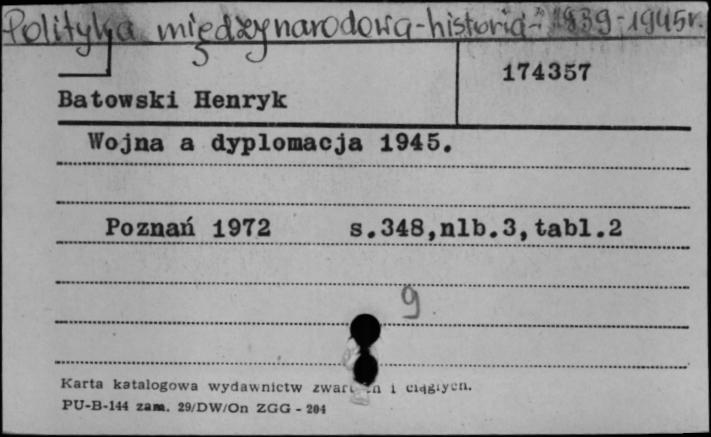 Polityka międzynarodowa-historia-1939-1945r.
174357
Batowski Henryk
Wojna a dyplomacja 1945.
Poznań 1972 s.348,nlb.3,tabl.2
9
Karta katalogowa wydawnictw zwartych i ciągłych.
PU-B-144 zam. 29/DW/On ZGG - 204